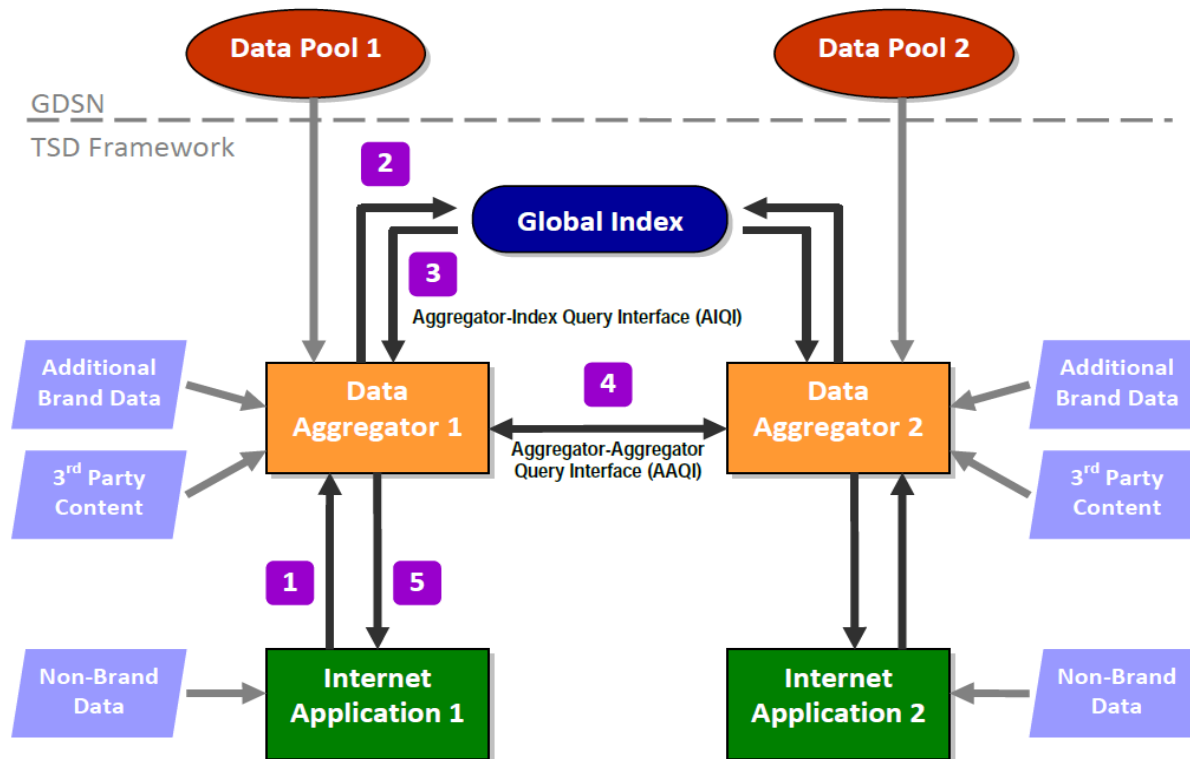 Data Pool 1
Data Pool 2
GDSN
TSD Framework
2
Global Index
3
Aggregator-Index Query Interface (AIQI)
Additional
Brand Data
Data
Aggregator 1
4
Aggregator-Aggregator
Query Interface (AAQI)
Data
Aggregator 2
Additional
Brand Data
3rd Party
Content
3rd Party
Content
1
5
Non-Brand
Data
Internet
Application 1
Internet
Application 2
Non-Brand
Data